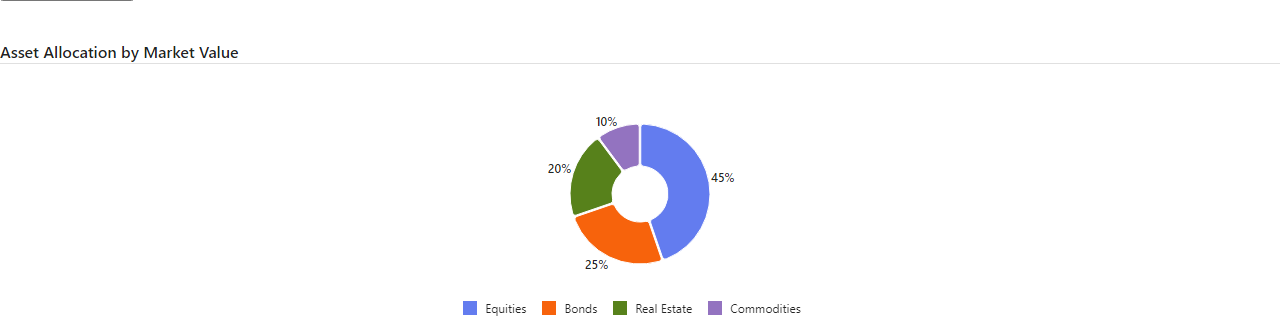 Asset Allocation by Market Value
10%
20%
45%
25%
Equities
Bonds
Real Estate
Commodities